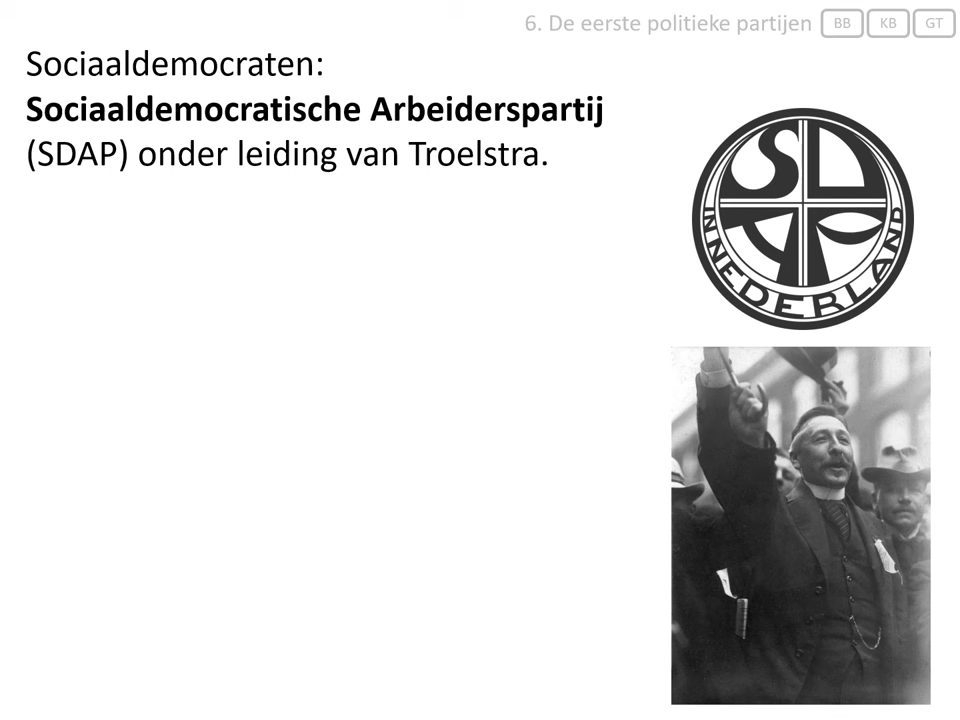 6. De eerste politieke partijen BB KB GT
Sociaaldemocraten:
Sociaaldemocratische Arbeiderspartij
(SDAP) onder leiding van Troelstra.
SDAP
IN NEDERLAND